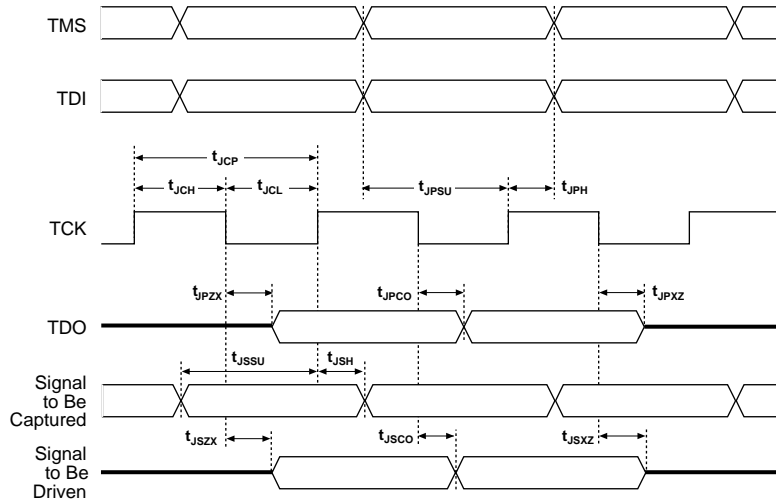 TMS
TDI
tJCP
tJCH tJCL tJPSU tJPH
TCK
tJPZX tJPCO tJPXZ
TDO
tJSSU tJSH
Signal
to Be
Captured
tJSZX tJSCO tJSXZ
Signal
to Be
Driven